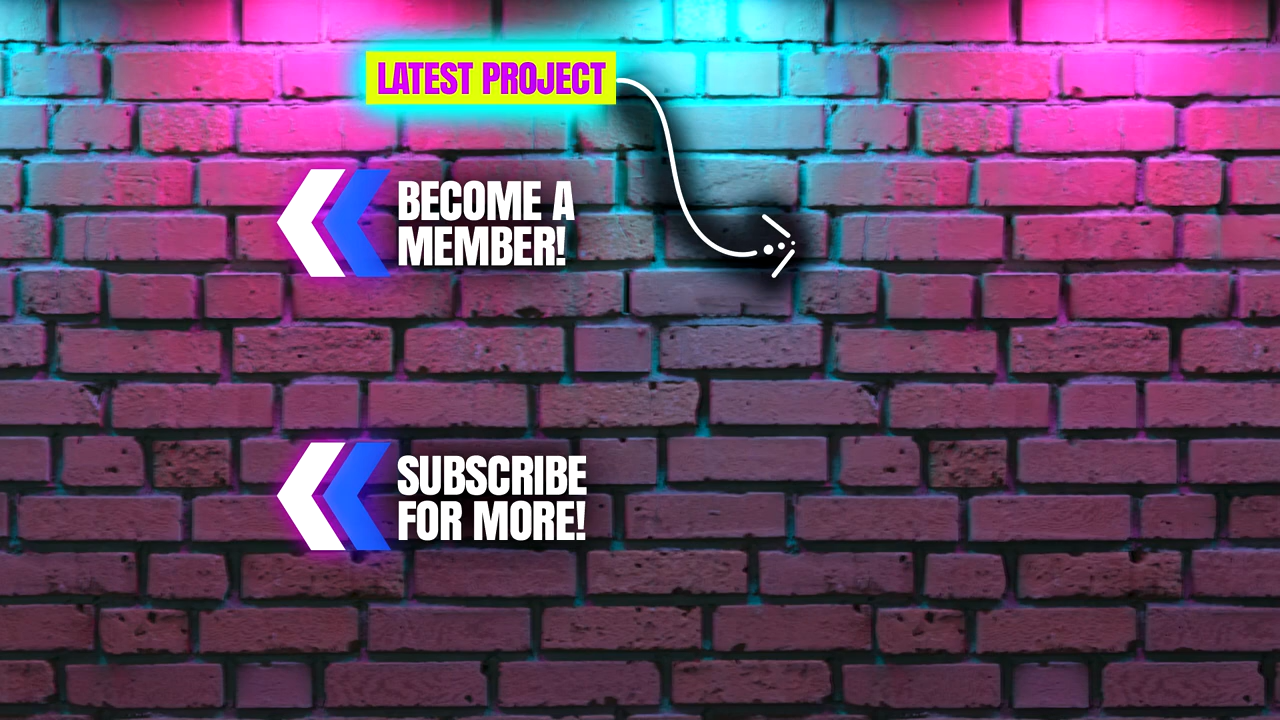 LATEST PROJECT
BECOME A
MEMBER!
SUBSCRIBE
FOR MORE!